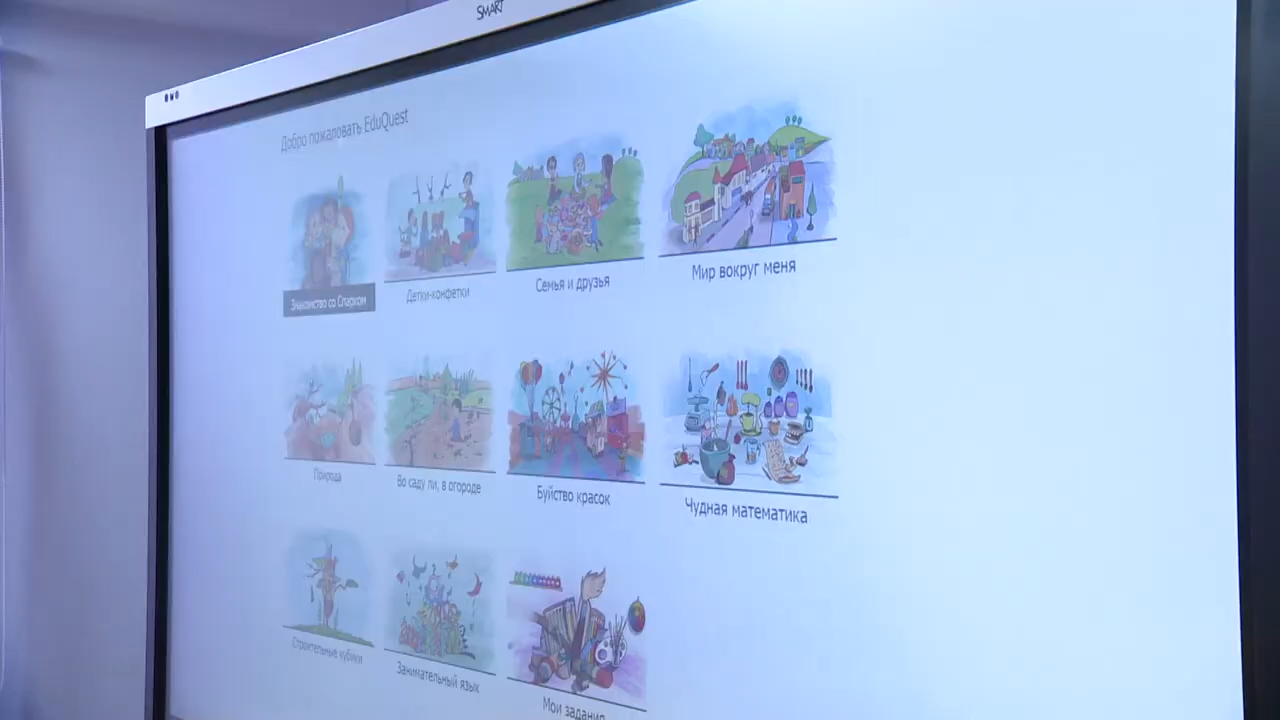 SMART
Добро пожаловать EduQuest
Знакомство со Спарком
Детки-конфетки
Семья и друзья
Мир вокруг меня
Природа
Во саду ли, в огороде
Буйство красок
Чудная математика
Строительные кубики
Занимательный язык
Мои задания